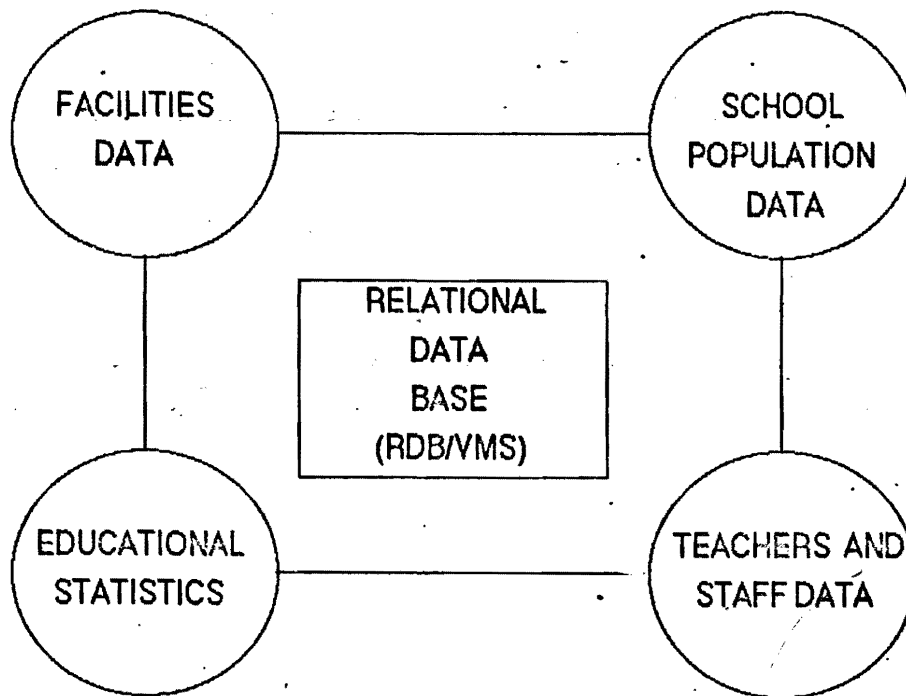 FACILITIES
DATA
SCHOOL
POPULATION
DATA
RELATIONAL
DATA
BASE
(RDB/VMS)
EDUCATIONAL
STATISTICS
TEACHERS AND
STAFF DATA